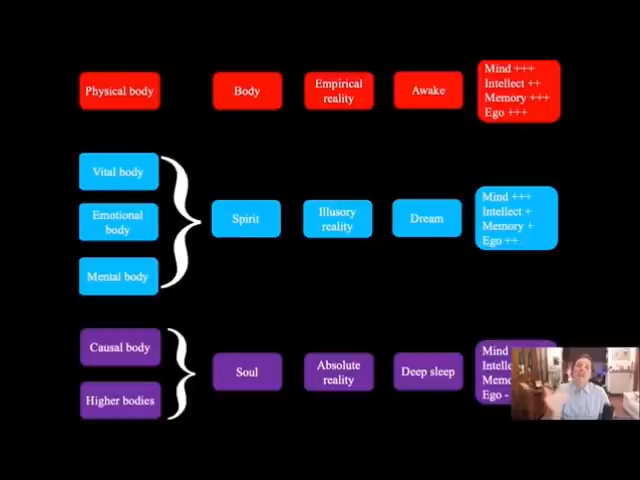 Physical body
Body
Empirical
reality
Awake
Mind +++
Intellect ++
Memory +++
Ego +++
Vital body
Emotional
body
Mental body
Spirit
Illusory
reality
Dream
Mind +++
Intellect +
Memory +
Ego ++
Causal body
Higher bodies
Soul
Absolute
reality
Deep sleep
Mind
Ego -